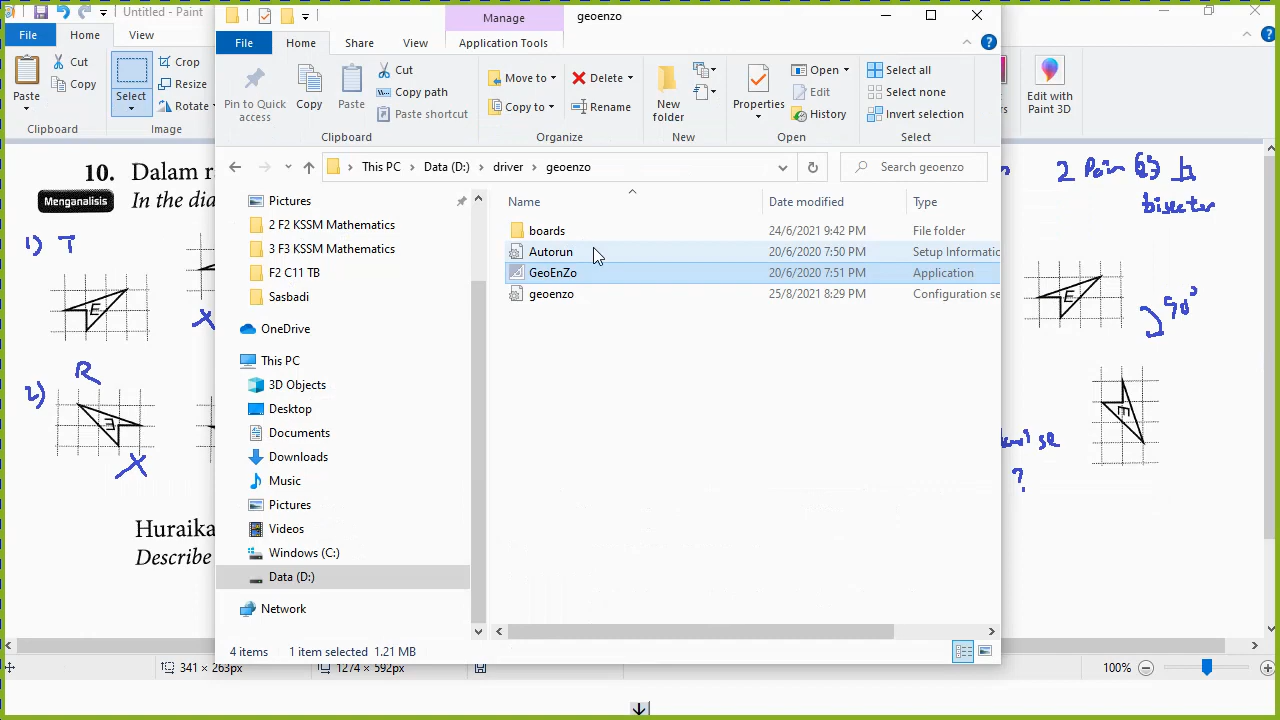 Untitled - Paint
Manage
geoenzo
File
Home
View
File
Home
Share
View
Application Tools
Paste
Cut
Copy
Clipboard
Select
Crop
Resize
Rotate
Image
Pin to Quick access
Copy
Paste
Cut
Copy path
Paste shortcut
Clipboard
Move to
Copy to
Delete
Rename
Organize
New folder
New
Properties
Open
Edit
History
Open
Select all
Select none
Invert selection
Select
Edit with Paint 3D
This PC
Data (D:)
driver
geoenzo
Search geoenzo
10. Dalam r
Menganalisis
In the dia
1) T
E
X
2) R
E
X
Huraika
Describe
Pictures
2 F2 KSSM Mathematics
3 F3 KSSM Mathematics
F2 C11 TB
Sasbadi
OneDrive
This PC
3D Objects
Desktop
Documents
Downloads
Music
Pictures
Videos
Windows (C:)
Data (D:)
Network
Name Date modified Type
boards 24/6/2021 9:42 PM File folder
Autorun 20/6/2020 7:50 PM Setup Informatic
GeoEnZo 20/6/2020 7:51 PM Application
geoenzo 25/8/2021 8:29 PM Configuration se
2 Pair
bisector
E
90°
E
wise
?
4 items 1 item selected 1.21 MB
341 × 263px
1274 × 592px
100%